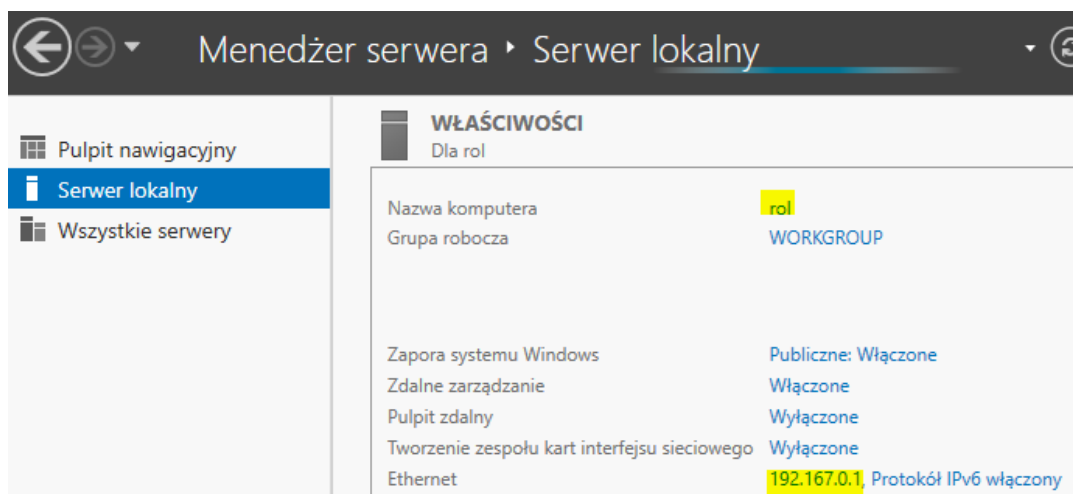 Menedżer serwera ‣ Serwer lokalny
Pulpit nawigacyjny
Serwer lokalny
Wszystkie serwery
WŁAŚCIWOŚCI
Dla rol
Nazwa komputera rol
Grupa robocza WORKGROUP
Zapora systemu Windows Publiczne: Włączone
Zdalne zarządzanie Włączone
Pulpit zdalny Wyłączone
Tworzenie zespołu kart interfejsu sieciowego Wyłączone
Ethernet 192.167.0.1, Protokół IPv6 włączony